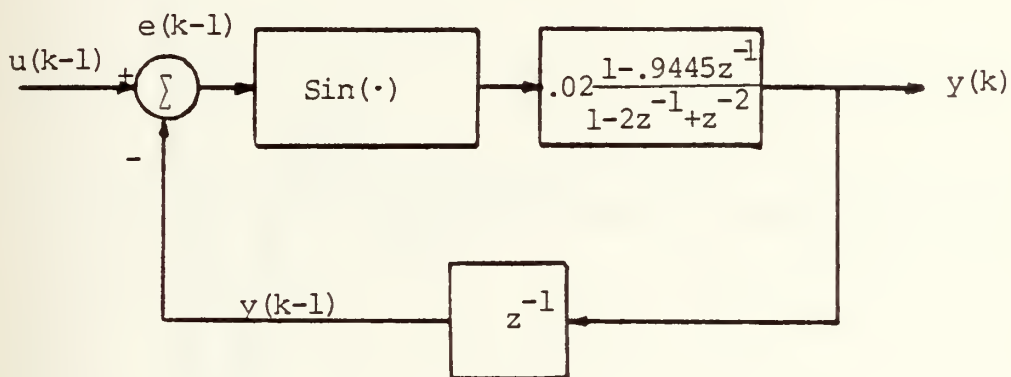 e(k-1)
u(k-1)
+
Σ
-
Sin(·)
.02 1-.9445z^-1
1-2z^-1+z^-2
y(k)
y(k-1)
z^-1